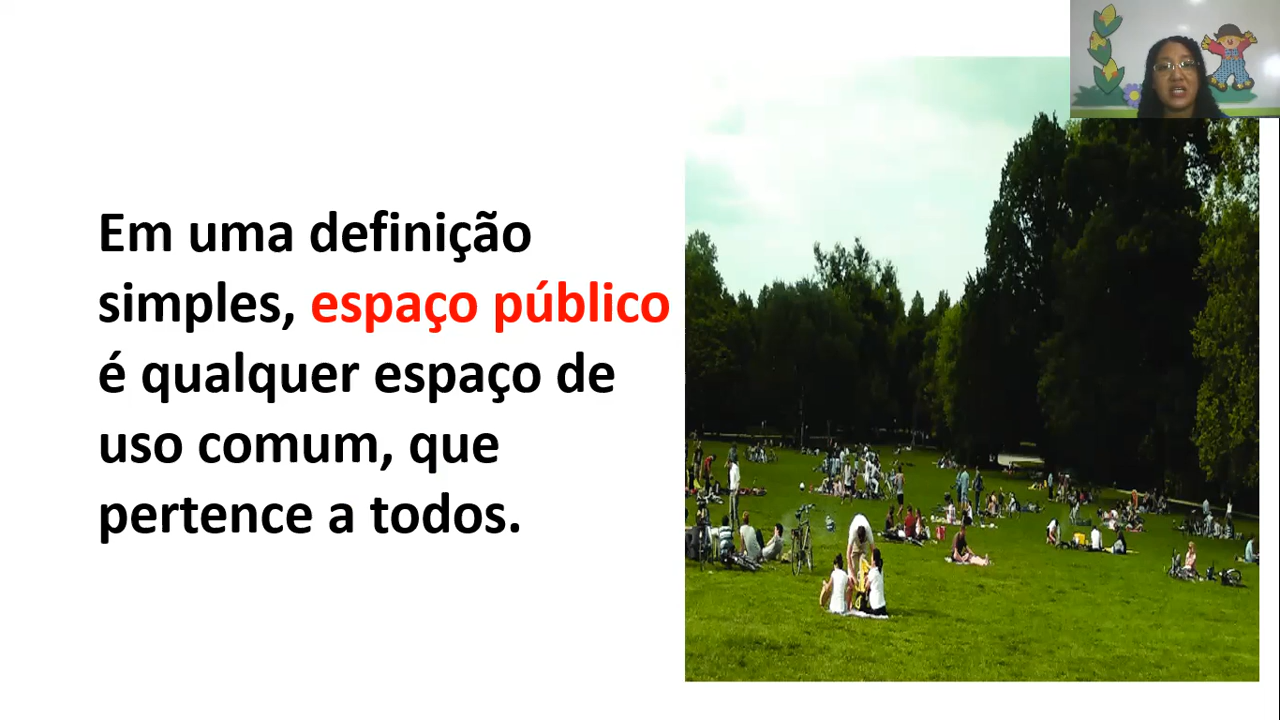 Em uma definição
simples, espaço público
é qualquer espaço de
uso comum, que
pertence a todos.